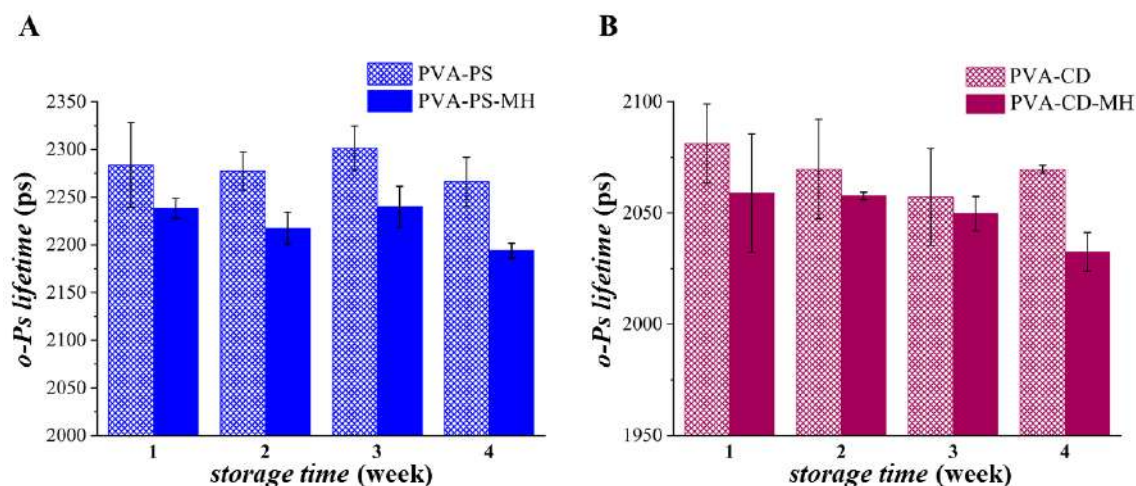 A
PVA-PS
PVA-PS-MH
2350
2300
2250
2200
2150
2100
2050
2000
o-Ps lifetime (ps)
1 2 3 4
storage time (week)
B
PVA-CD
PVA-CD-MH
2100
2050
2000
1950
o-Ps lifetime (ps)
1 2 3 4
storage time (week)